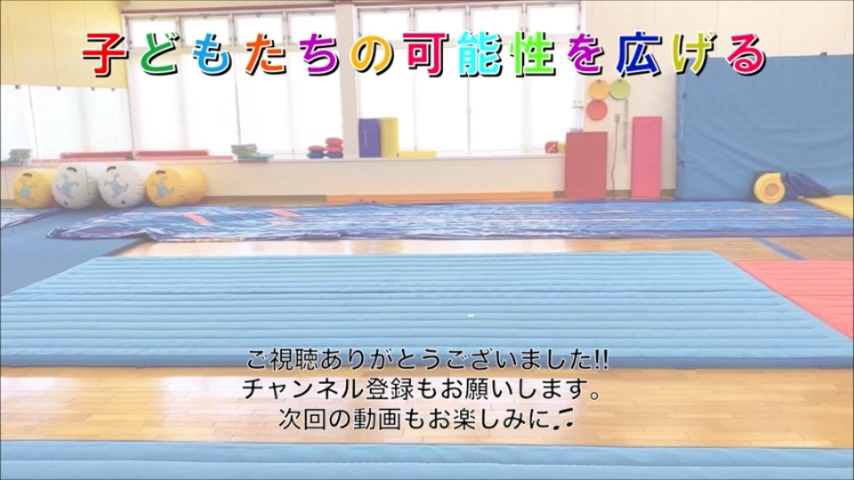 子どもたちの可能性を広げる
ご視聴ありがとうございました!!
チャンネル登録もお願いします。
次回の動画もお楽しみに♫